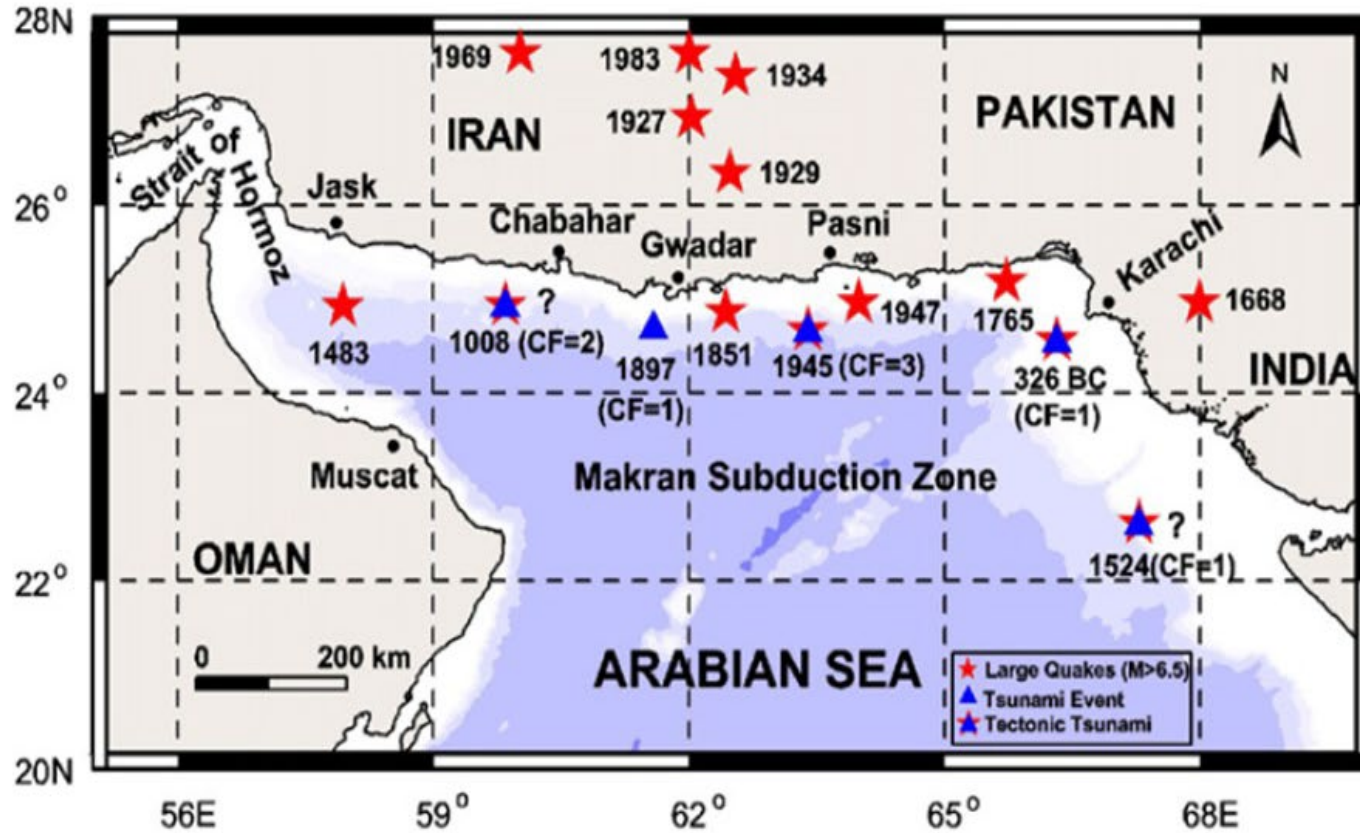 28N
1969
1983
1934
N
1927
PAKISTAN
IRAN
Strait of
Hormoz
1929
26°
Jask
Chabahar
Gwadar
Pasni
Karachi
?
1483
1008 (CF=2)
1897
(CF=1)
1851
1945 (CF=3)
1947
1765
1668
326 BC
(CF=1)
INDIA
24°
Muscat
Makran Subduction Zone
?
1524(CF=1)
OMAN
22°
0 200 km
ARABIAN SEA
Large Quakes (M>6.5)
Tsunami Event
Tectonic Tsunami
20N
56E 59° 62° 65° 68E